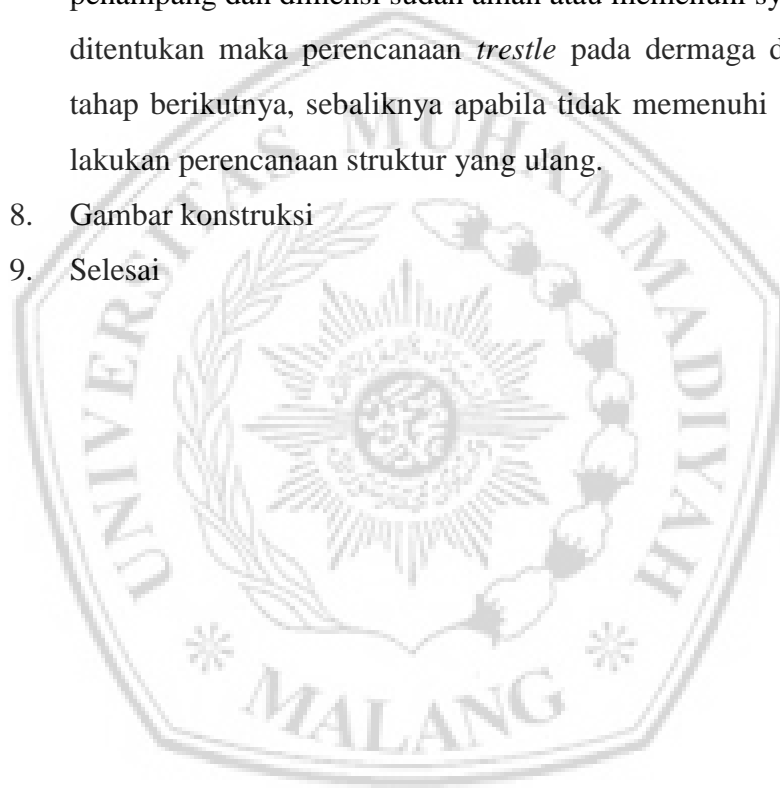 penampang dan dimensi sudah aman atau memenuhi
ditentukan maka perencanaan trestle pada dermaga
tahap berikutnya, sebaliknya apabila tidak memenuhi
lakukan perencanaan struktur yang ulang.
8. Gambar konstruksi
9. Selesai
UNIVERSITAS MUHAMMADIYAH
MALANG